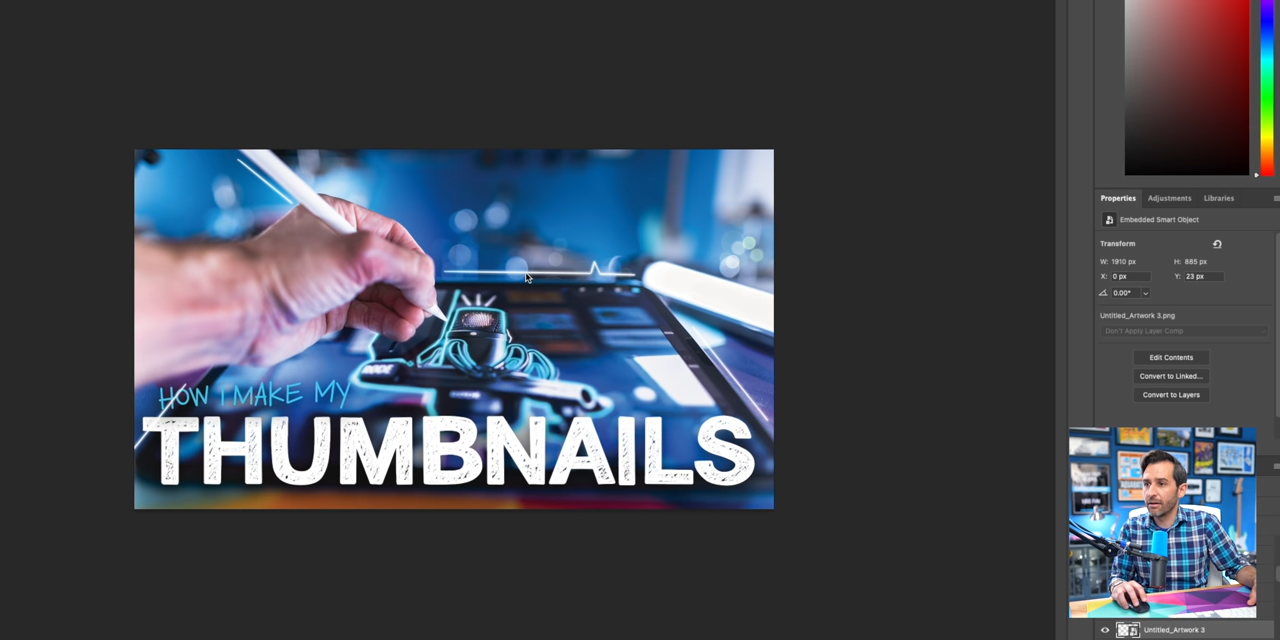 Properties Adjustments Libraries
Embedded Smart Object
Transform
W: 1910 px H: 885 px
X: 0 px Y: 23 px
0.00°
Untitled_Artwork 3.png
Don't Apply Layer Comp
Edit Contents
Convert to Linked...
Convert to Layers
RODE
HOW I MAKE MY
THUMBNAILS
Untitled_Artwork 3